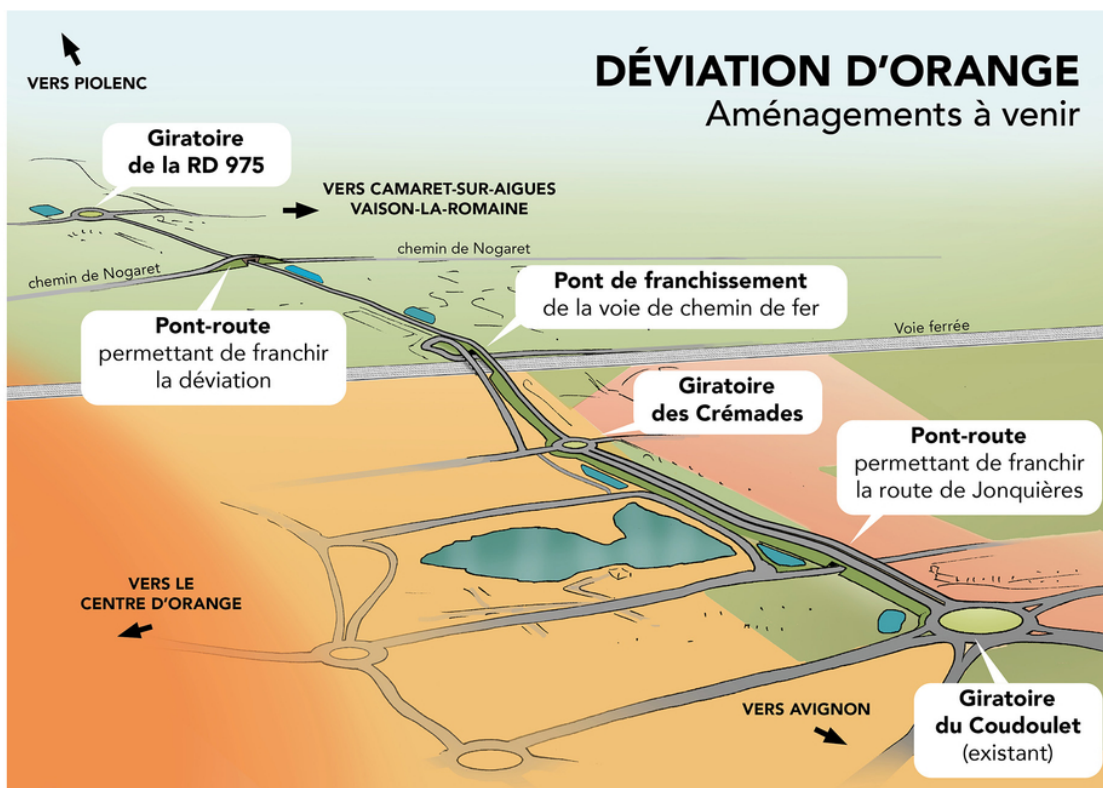 DÉVIATION D'ORANGE
Aménagements à venir
VERS PIOLENC
Giratoire
de la RD 975
VERS CAMARET-SUR-AIGUES
VAISON-LA-ROMAINE
chemin de Nogaret
chemin de Nogaret
Pont de franchissement
de la voie de chemin de fer
Pont-route
permettant de franchir
la déviation
Voie ferrée
Giratoire
des Crémades
Pont-route
permettant de franchir
la route de Jonquières
VERS LE
CENTRE D'ORANGE
VERS AVIGNON
Giratoire
du Coudoulet
(existant)